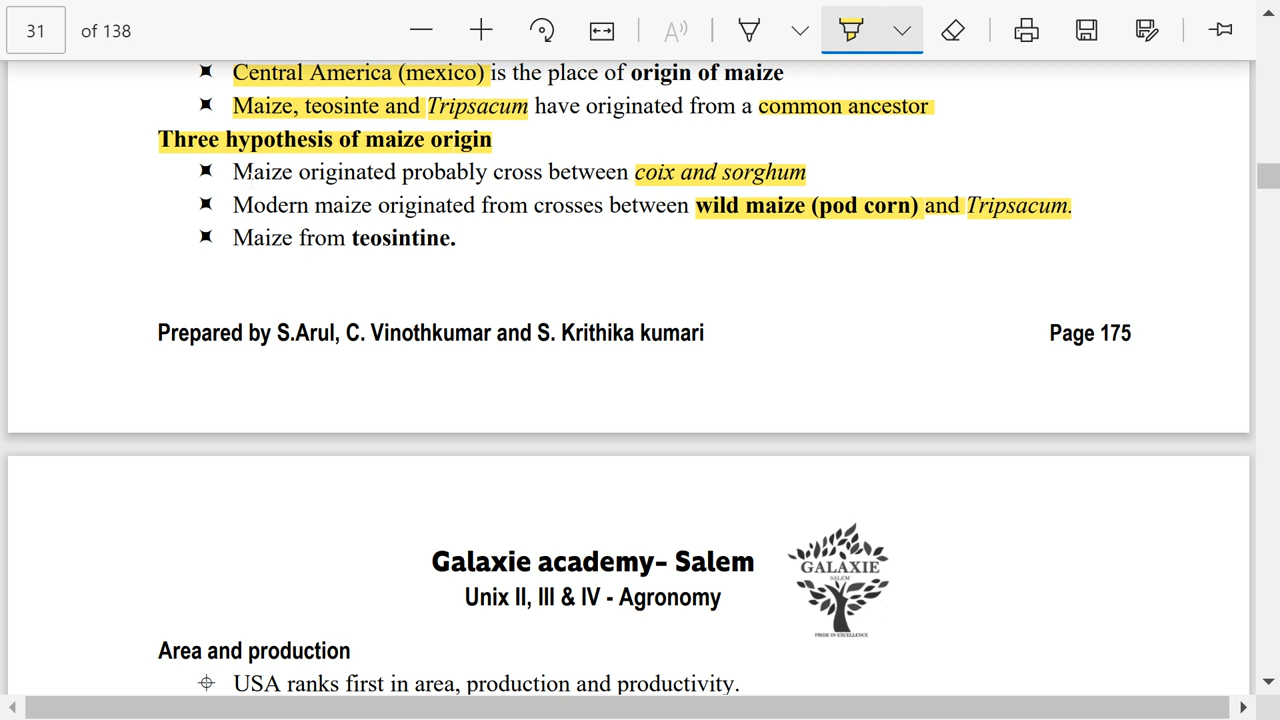 31 of 138
Central America (mexico) is the place of origin of maize
Maize, teosinte and Tripsacum have originated from a common ancestor
Three hypothesis of maize origin
Maize originated probably cross between coix and sorghum
Modern maize originated from crosses between wild maize (pod corn) and Tripsacum.
Maize from teosintine.
Prepared by S.Arul, C. Vinothkumar and S. Krithika kumari Page 175
Galaxie academy– Salem
GALAXIE
SALEM
PRIDE IN EXCELLENCE
Unix II, III & IV - Agronomy
Area and production
USA ranks first in area, production and productivity.